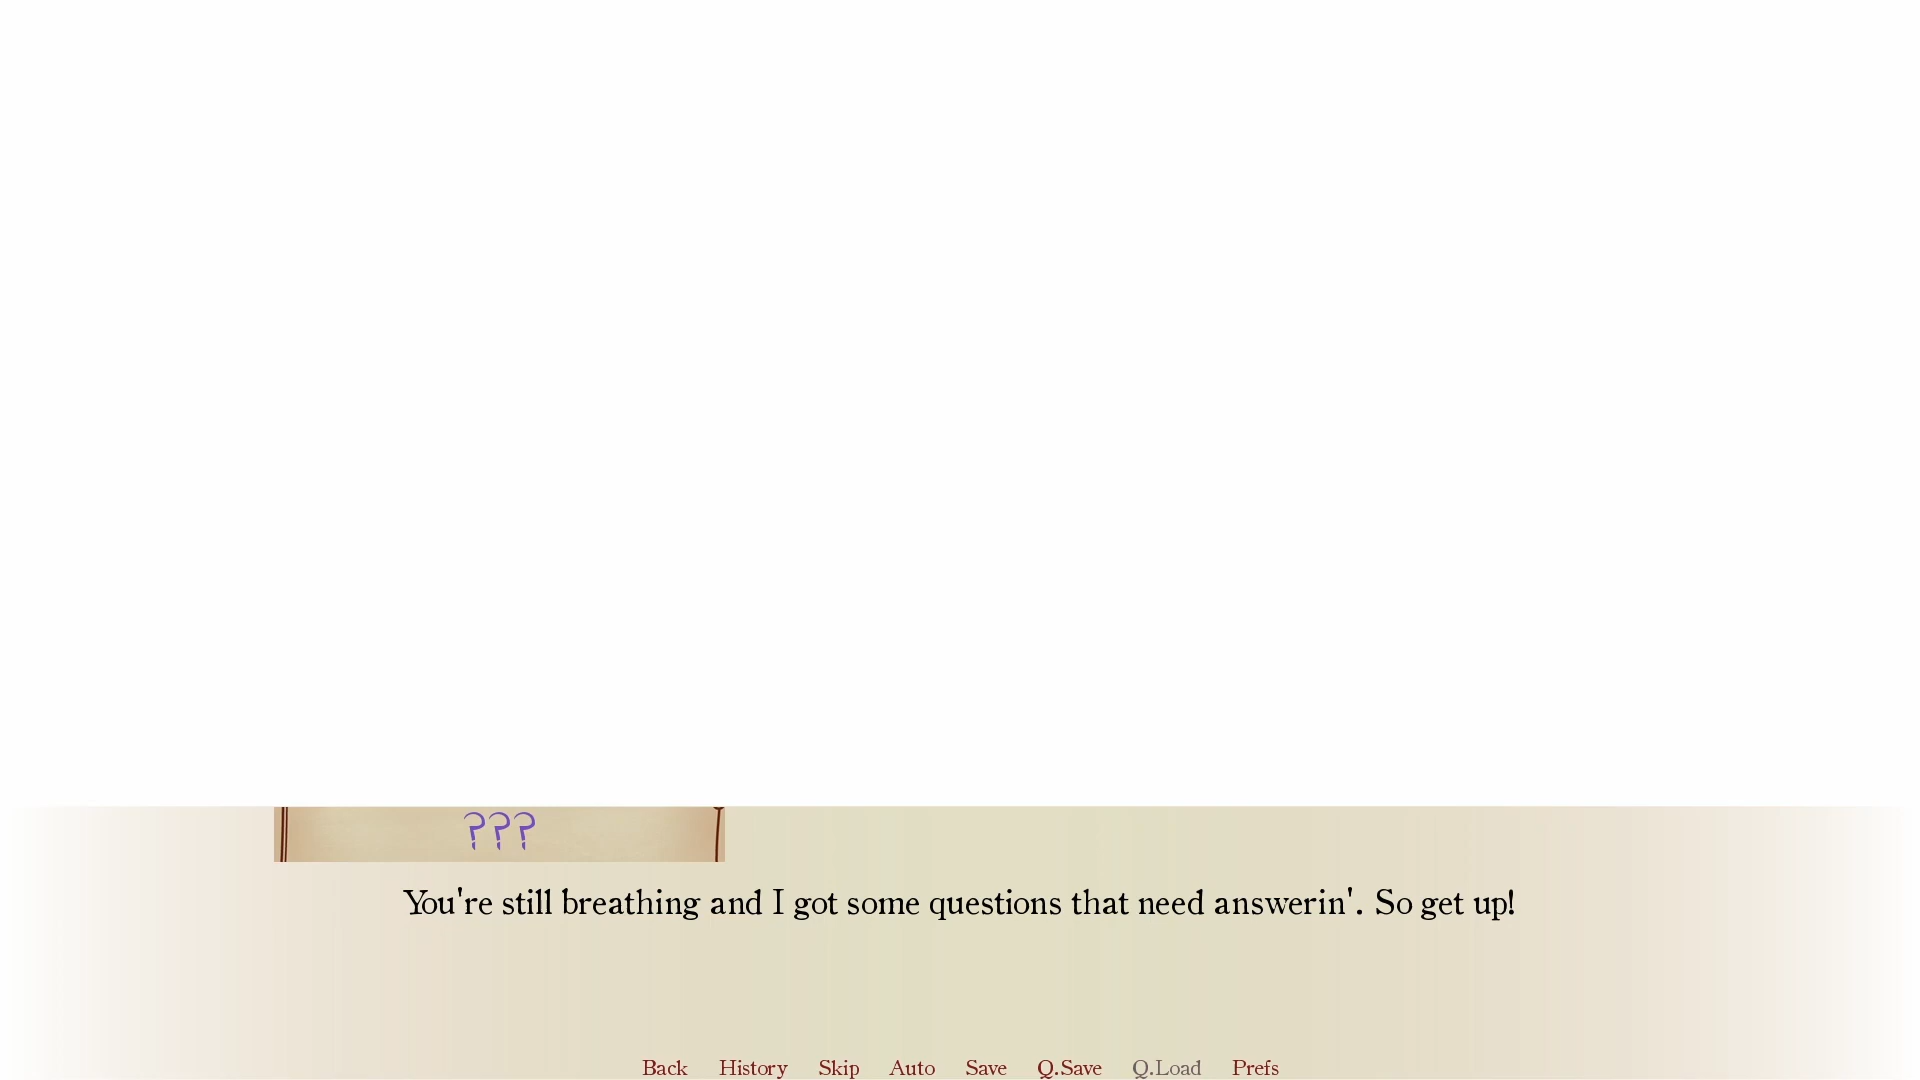 ???
You're still breathing and I got some questions that need answerin'. So get up!
Back History Skip Auto Save Q.Save Q.Load Prefs